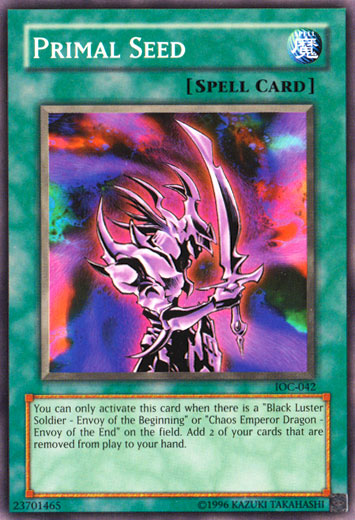 PRIMAL SEED
魔
[SPELL CARD]
IOC-042
You can only activate this card when there is a "Black Luster
Soldier - Envoy of the Beginning" or "Chaos Emperor Dragon -
Envoy of the End" on the field. Add 2 of your cards that are
removed from play to your hand.
23701465
©1996 KAZUKI TAKAHASHI